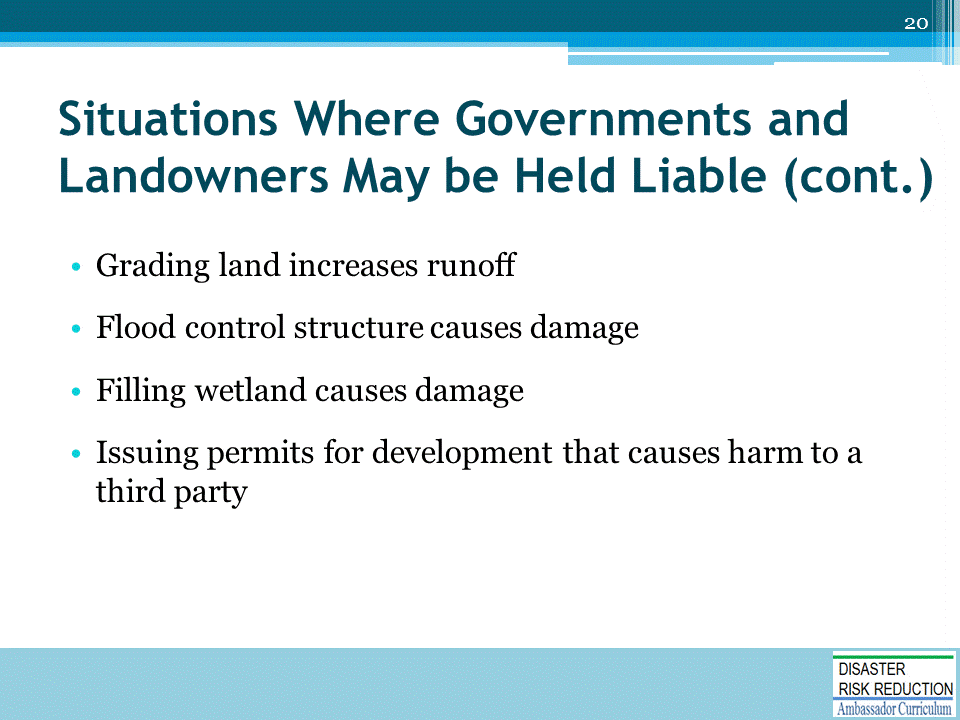 20
Situations Where Governments and
Landowners May be Held Liable (cont.)
• Grading land increases runoff
• Flood control structure causes damage
• Filling wetland causes damage
• Issuing permits for development that causes harm to a
third party
DISASTER
RISK REDUCTION
Ambassador Curriculum